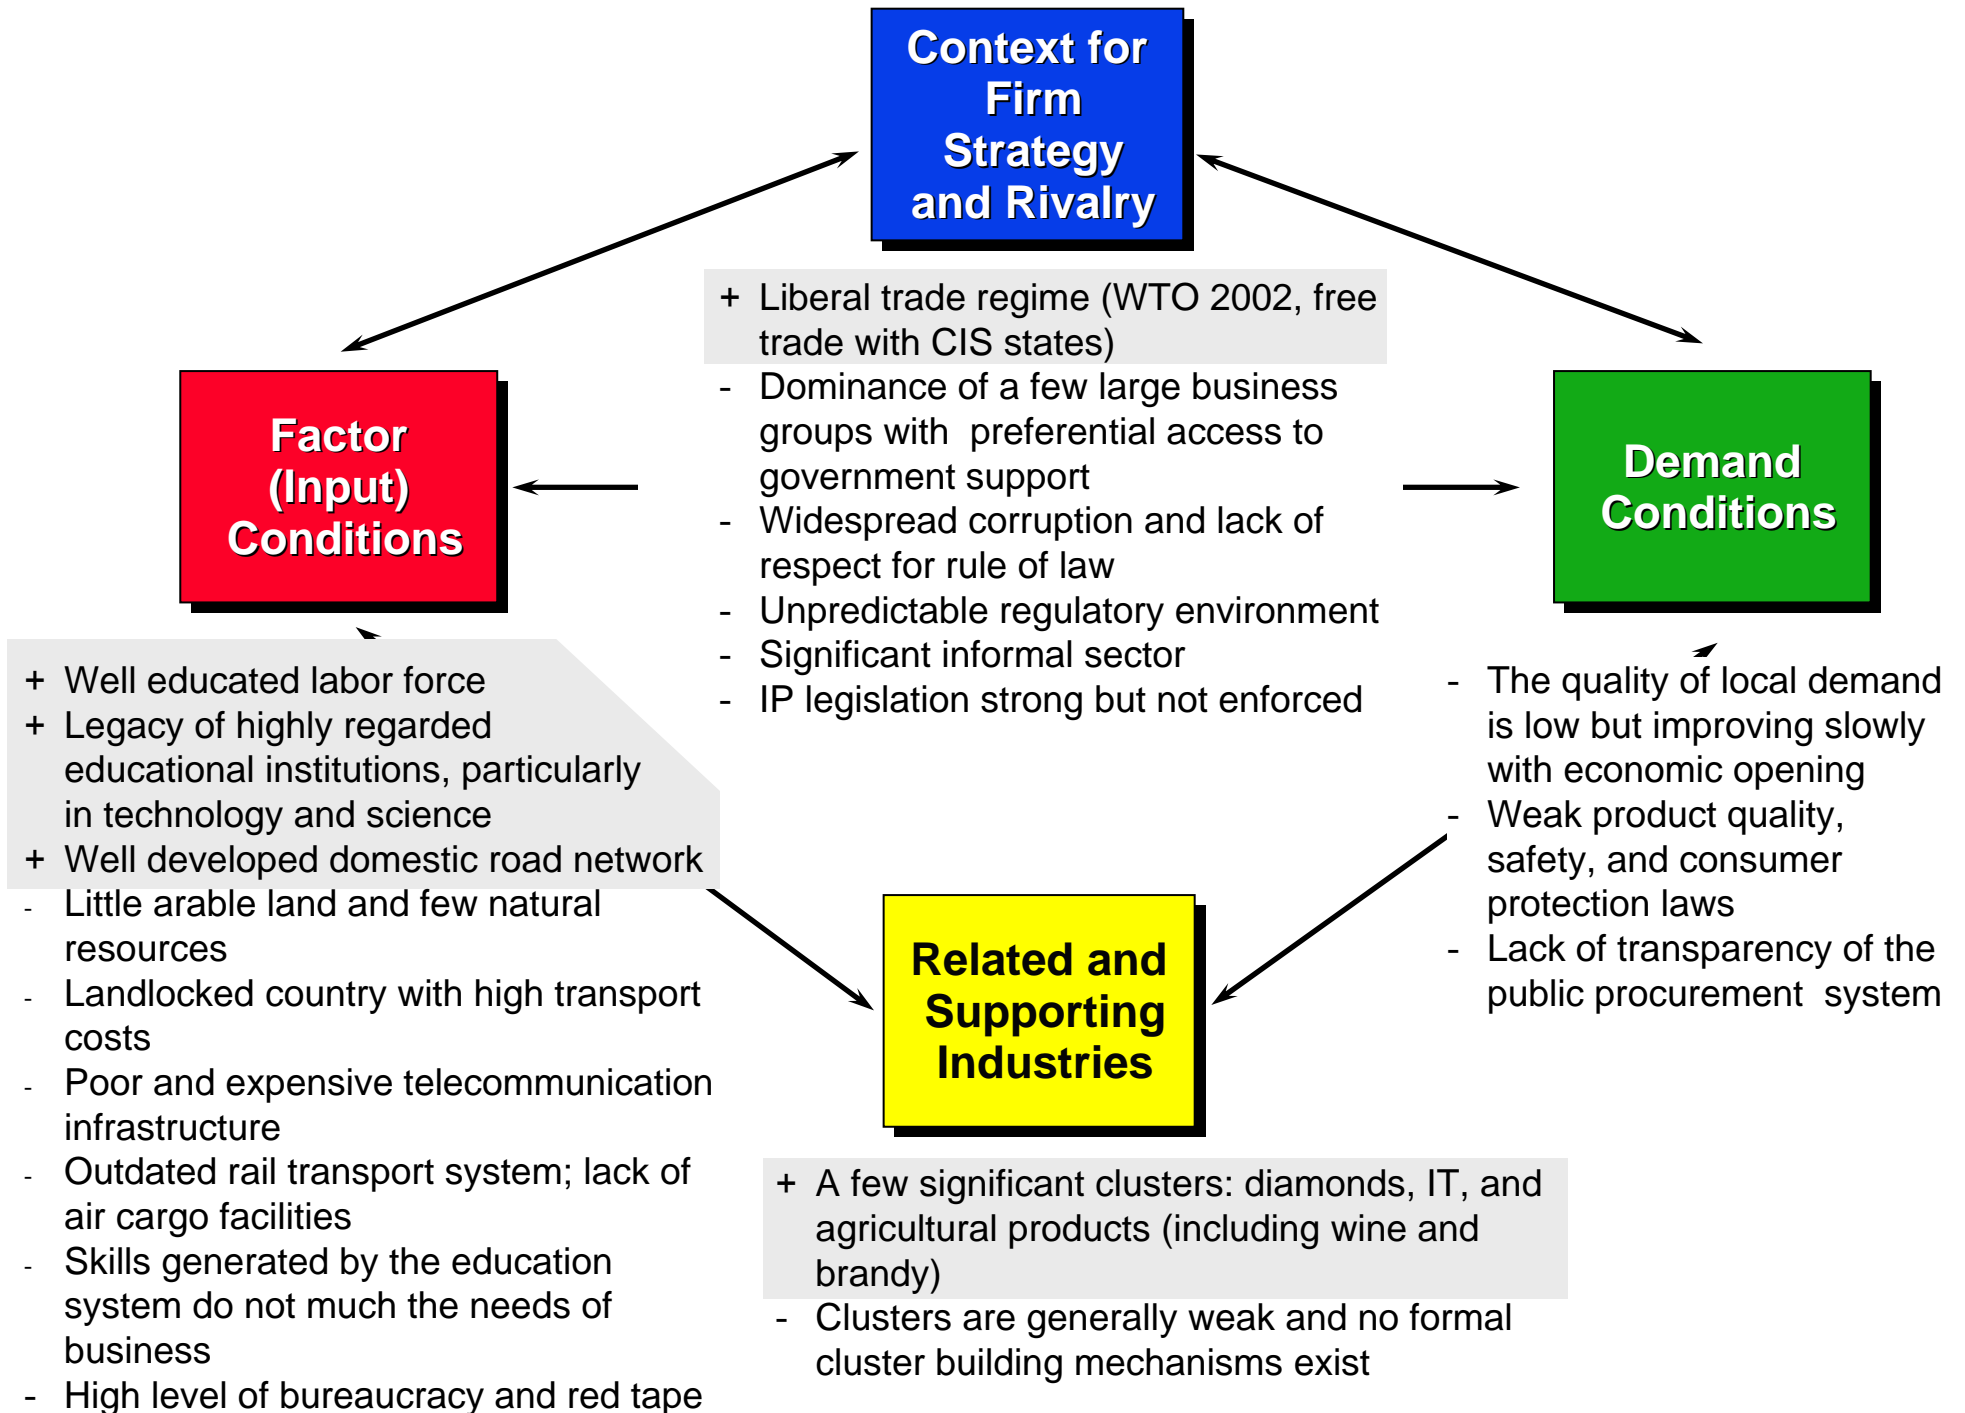 Context for
Firm
Strategy
and Rivalry
+ Liberal trade regime (WTO 2002, free
trade with CIS states)
- Dominance of a few large business
groups with preferential access to
government support
- Widespread corruption and lack of
respect for rule of law
- Unpredictable regulatory environment
- Significant informal sector
- IP legislation strong but not enforced
Factor
(Input)
Conditions
+ Well educated labor force
+ Legacy of highly regarded
educational institutions, particularly
in technology and science
+ Well developed domestic road network
- Little arable land and few natural
resources
- Landlocked country with high transport
costs
- Poor and expensive telecommunication
infrastructure
- Outdated rail transport system; lack of
air cargo facilities
- Skills generated by the education
system do not much the needs of
business
- High level of bureaucracy and red tape
Demand
Conditions
- The quality of local demand
is low but improving slowly
with economic opening
- Weak product quality,
safety, and consumer
protection laws
- Lack of transparency of the
public procurement system
Related and
Supporting
Industries
+ A few significant clusters: diamonds, IT, and
agricultural products (including wine and
brandy)
- Clusters are generally weak and no formal
cluster building mechanisms exist